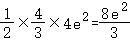 1/2 × 4/3 × 4e² = 8e²/3